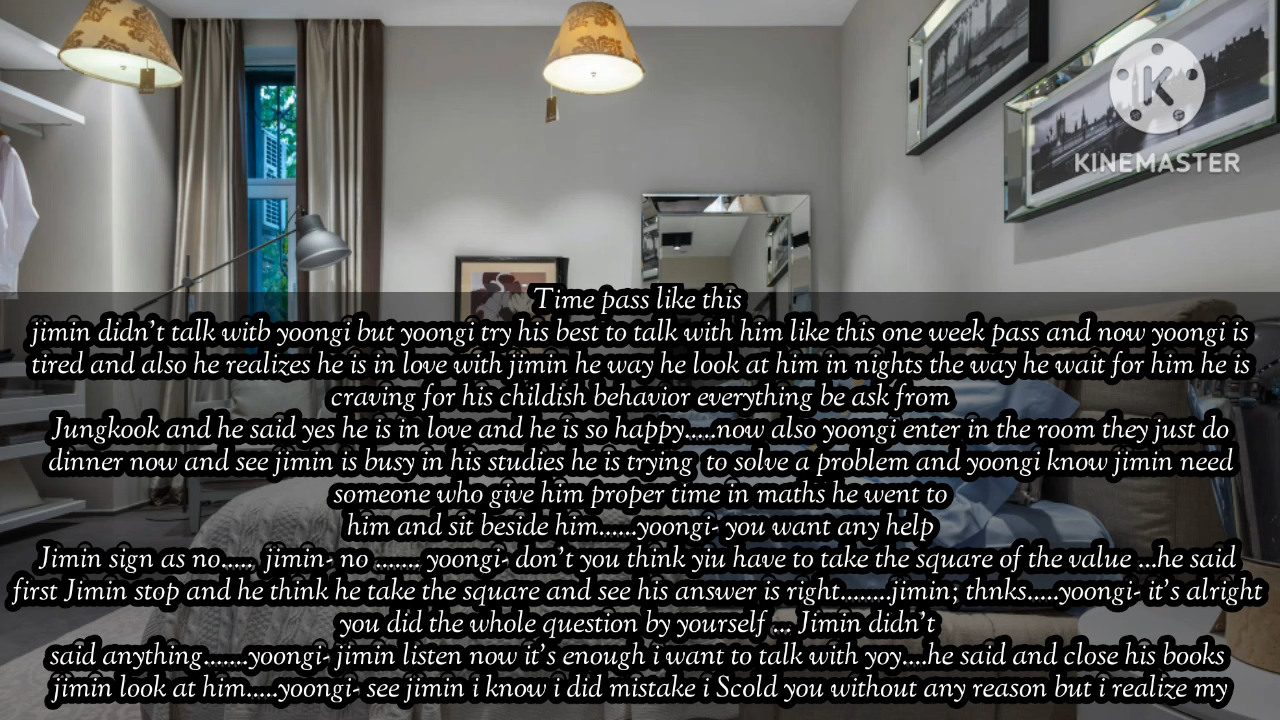 KINEMASTER
Time pass like this
jimin didn't talk witb yoongi but yoongi try his best to talk with him like this one week pass and now yoongi is
tired and also he realizes he is in love with jimin he way he look at him in nights the way he wait for him he is
craving for his childish behavior everything be ask from
Jungkook and he said yes he is in love and he is so happy.....now also yoongi enter in the room they just do
dinner now and see jimin is busy in his studies he is trying to solve a problem and yoongi know jimin need
someone who give him proper time in maths he went to
him and sit beside him......yoongi- you want any help
Jimin sign as no..... jimin- no ....... yoongi- don't you think yiu have to take the square of the value ...he said
first Jimin stop and he think he take the square and see his answer is right........jimin; thnks.....yoongi- it's alright
you did the whole question by yourself ... Jimin didn't
said anything.......yoongi- jimin listen now it's enough i want to talk with yoy....he said and close his books
jimin look at him.....yoongi- see jimin i know i did mistake i Scold you without any reason but i realize my